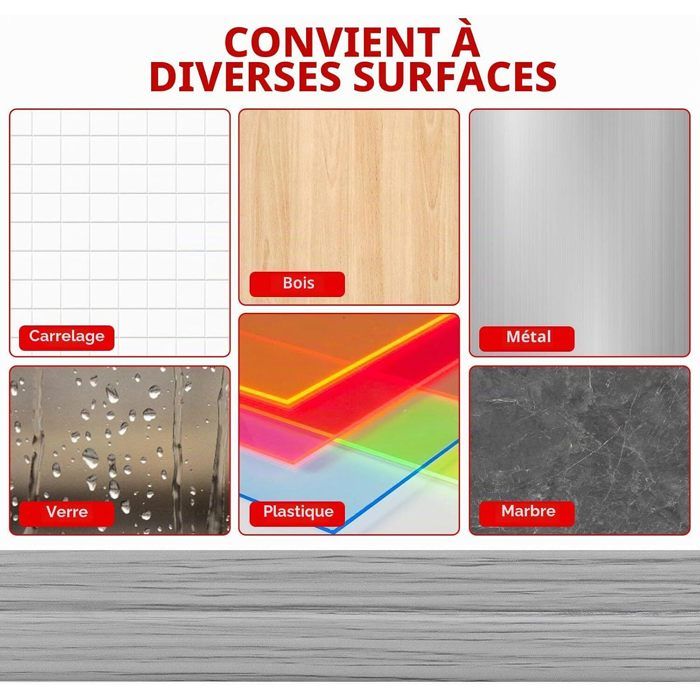 CONVIENT À
DIVERSES SURFACES
Carrelage
Bois
Métal
Verre
Plastique
Marbre